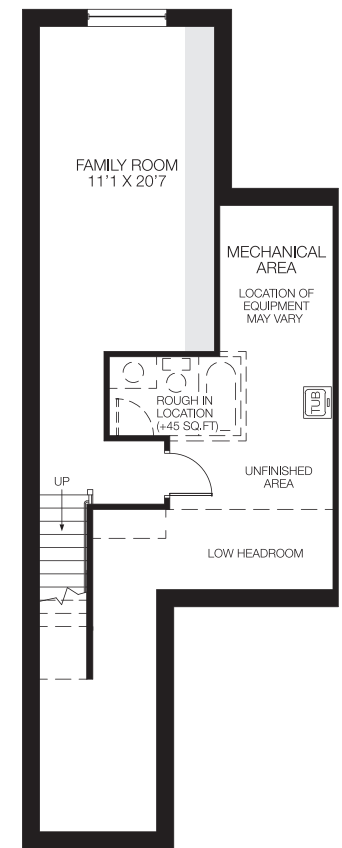 FAMILY ROOM
11'1 X 20'7
MECHANICAL
AREA
LOCATION OF
EQUIPMENT
MAY VARY
TUB
ROUGH IN
LOCATION
(+45 SQ.FT)
UNFINISHED
AREA
UP
LOW HEADROOM